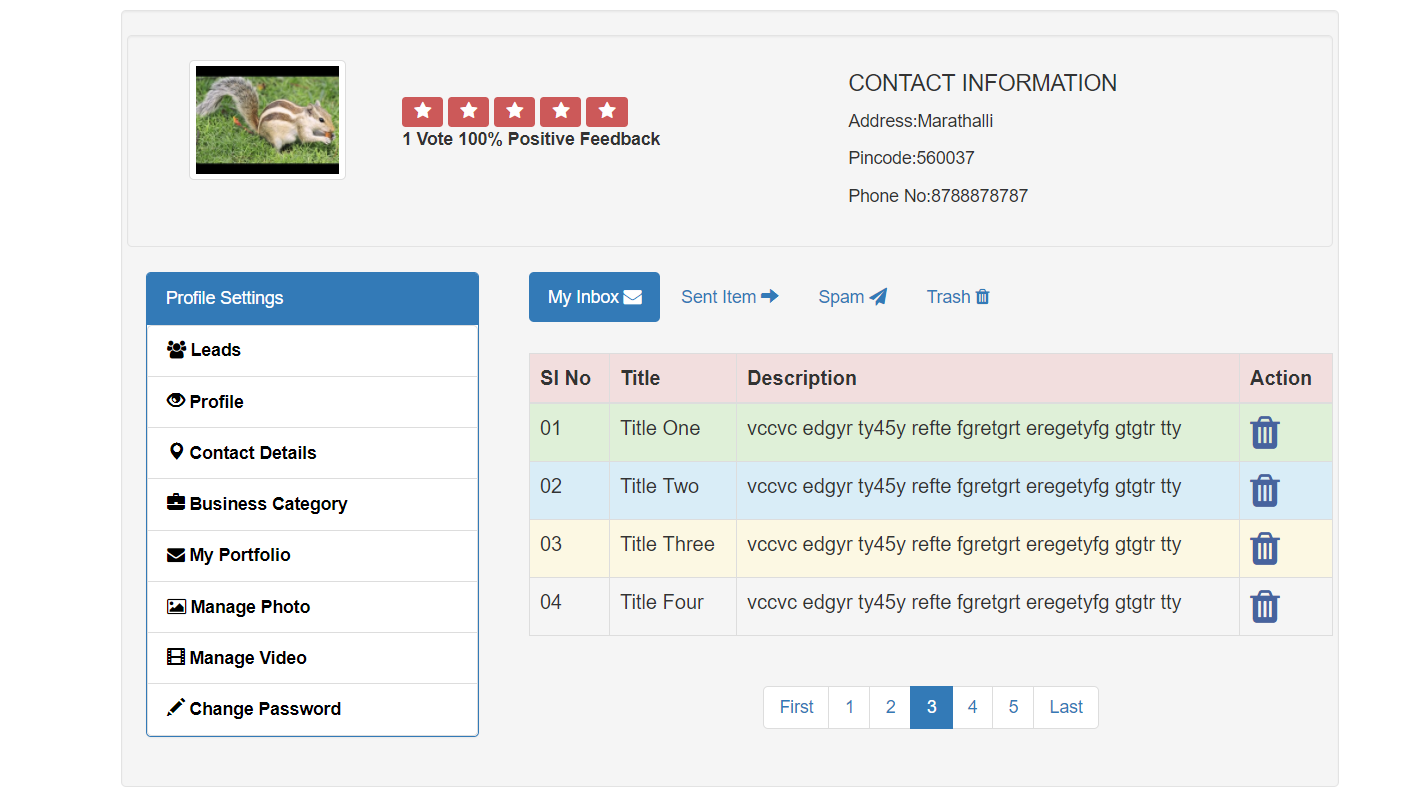 1 Vote 100% Positive Feedback
CONTACT INFORMATION
Address:Marathalli
Pincode:560037
Phone No:8788878787
Profile Settings
Leads
Profile
Contact Details
Business Category
My Portfolio
Manage Photo
Manage Video
Change Password
My Inbox Sent Item Spam Trash
Sl No Title Description Action
01 Title One vccvc edgyr ty45y refte fgretgrt eregetyfg gtgtr tty
02 Title Two vccvc edgyr ty45y refte fgretgrt eregetyfg gtgtr tty
03 Title Three vccvc edgyr ty45y refte fgretgrt eregetyfg gtgtr tty
04 Title Four vccvc edgyr ty45y refte fgretgrt eregetyfg gtgtr tty
First 1 2 3 4 5 Last